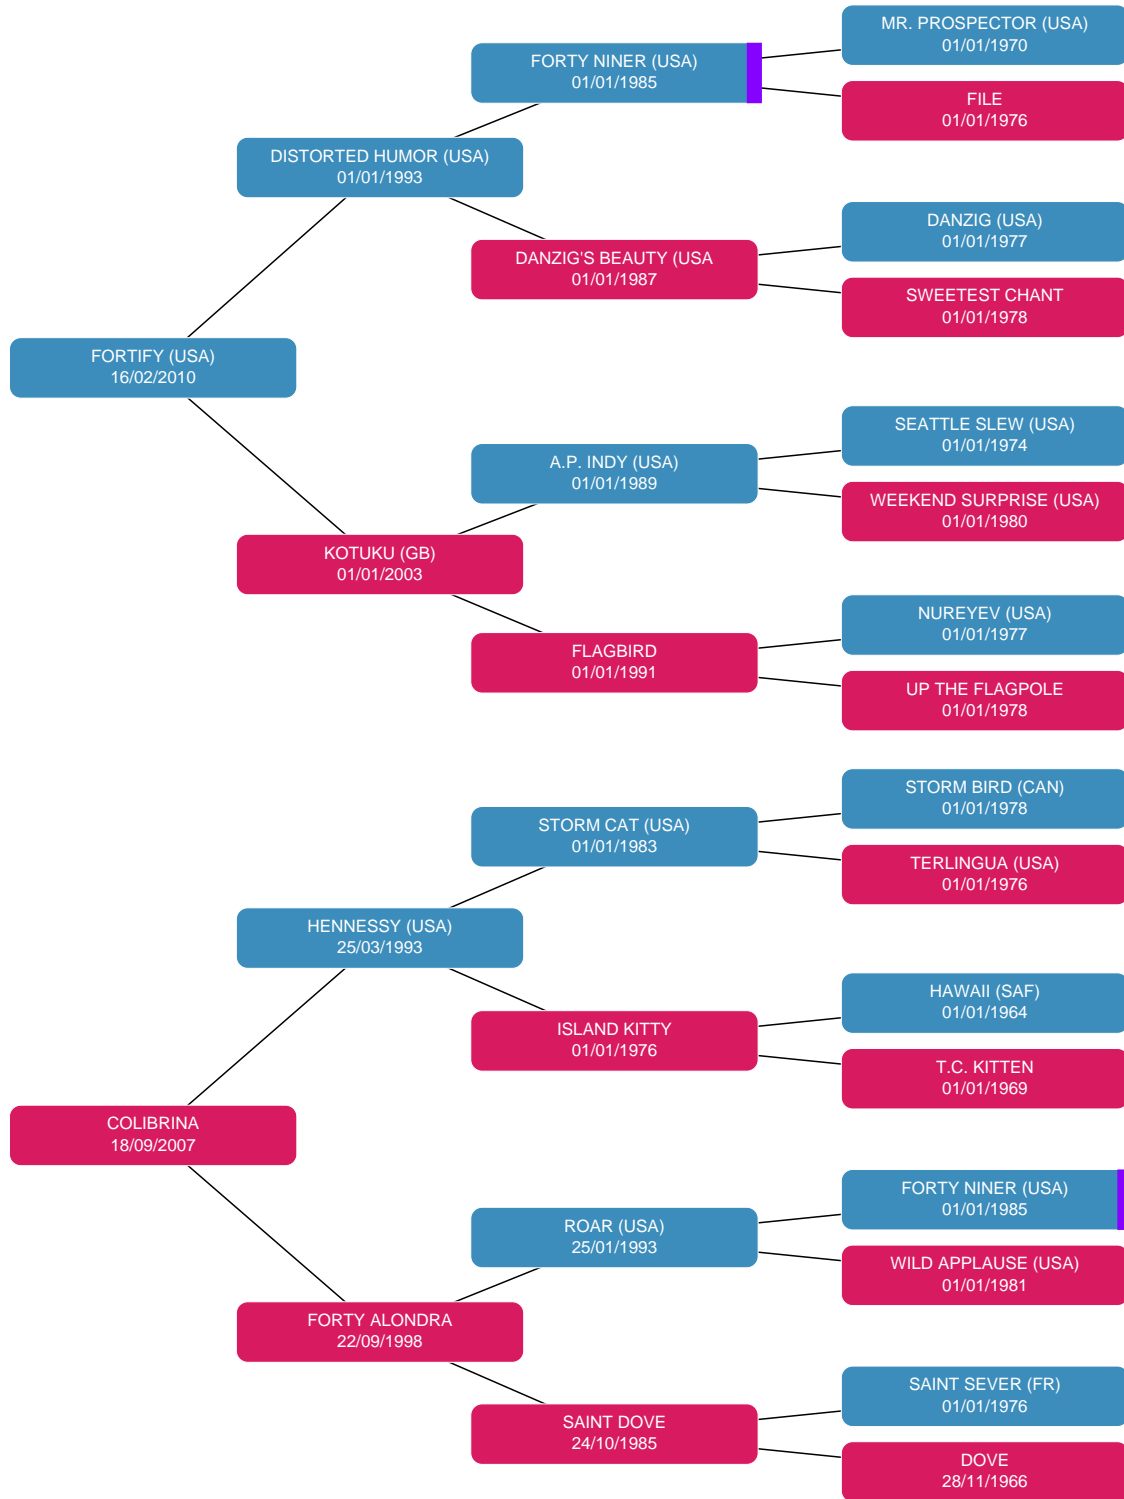 MR. PROSPECTOR (USA)
01/01/1970
FORTY NINER (USA)
01/01/1985
FILE
01/01/1976
DISTORTED HUMOR (USA)
01/01/1993
DANZIG (USA)
01/01/1977
DANZIG'S BEAUTY (USA
01/01/1987
SWEETEST CHANT
01/01/1978
FORTIFY (USA)
16/02/2010
SEATTLE SLEW (USA)
01/01/1974
A.P. INDY (USA)
01/01/1989
WEEKEND SURPRISE (USA)
01/01/1980
KOTUKU (GB)
01/01/2003
NUREYEV (USA)
01/01/1977
FLAGBIRD
01/01/1991
UP THE FLAGPOLE
01/01/1978
STORM BIRD (CAN)
01/01/1978
STORM CAT (USA)
01/01/1983
TERLINGUA (USA)
01/01/1976
HENNESSY (USA)
25/03/1993
HAWAII (SAF)
01/01/1964
ISLAND KITTY
01/01/1976
T.C. KITTEN
01/01/1969
COLIBRINA
18/09/2007
FORTY NINER (USA)
01/01/1985
ROAR (USA)
25/01/1993
WILD APPLAUSE (USA)
01/01/1981
FORTY ALONDRA
22/09/1998
SAINT SEVER (FR)
01/01/1976
SAINT DOVE
24/10/1985
DOVE
28/11/1966